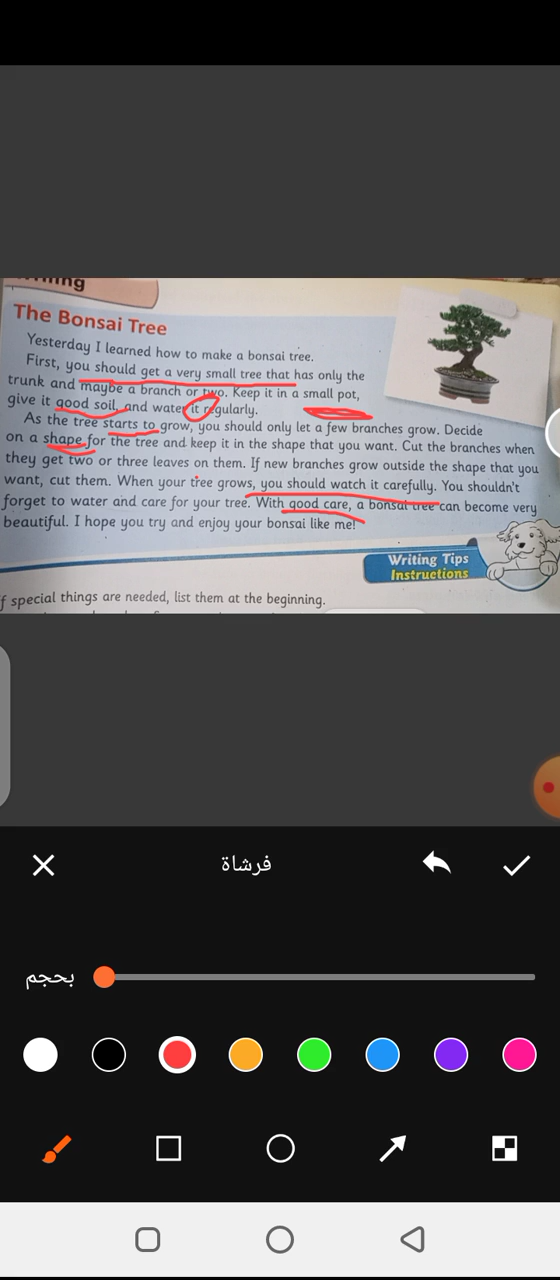 The Bonsai Tree
Yesterday I learned how to make a bonsai tree.
First, you should get a very small tree that has only the
trunk and maybe a branch or two. Keep it in a small pot,
give it good soil, and water it regularly.
As the tree starts to grow, you should only let a few branches grow. Decide
on a shape for the tree and keep it in the shape that you want. Cut the branches when
they get two or three leaves on them. If new branches grow outside the shape that you
want, cut them. When your tree grows, you should watch it carefully. You shouldn't
forget to water and care for your tree. With good care, a bonsai tree can become very
beautiful. I hope you try and enjoy your bonsai like me!
Writing Tips
Instructions
f special things are needed, list them at the beginning.
فرشاة
بحجم